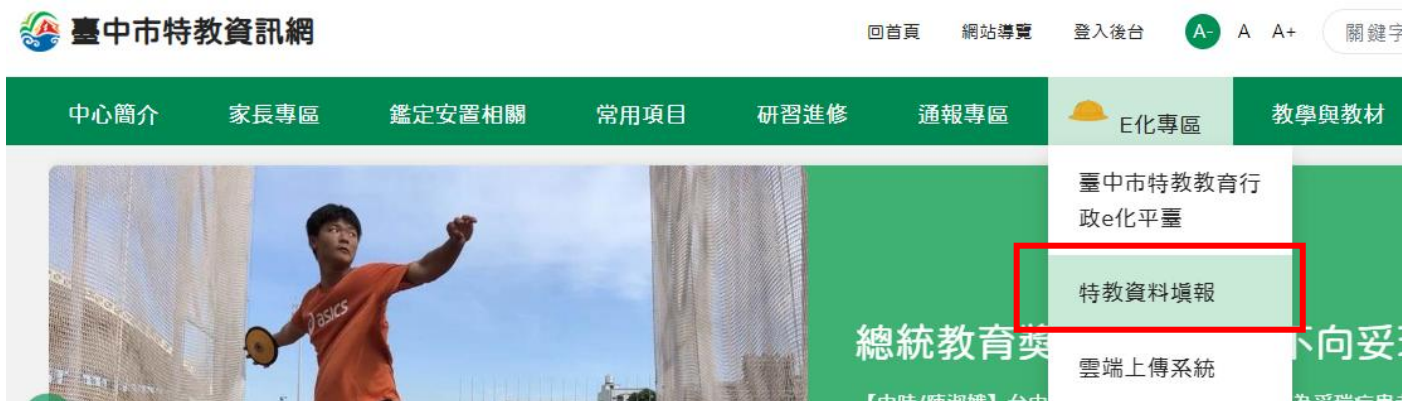 臺中市特教資訊網
回首頁 網站導覽 登入後台 A- A A+ 關鍵字
中心簡介 家長專區 鑑定安置相關 常用項目 研習進修 通報專區 E化專區 教學與教材
臺中市特教教育行
政e化平臺
特教資料填報
asics
總統教育獎 不向妥
雲端上傳系統